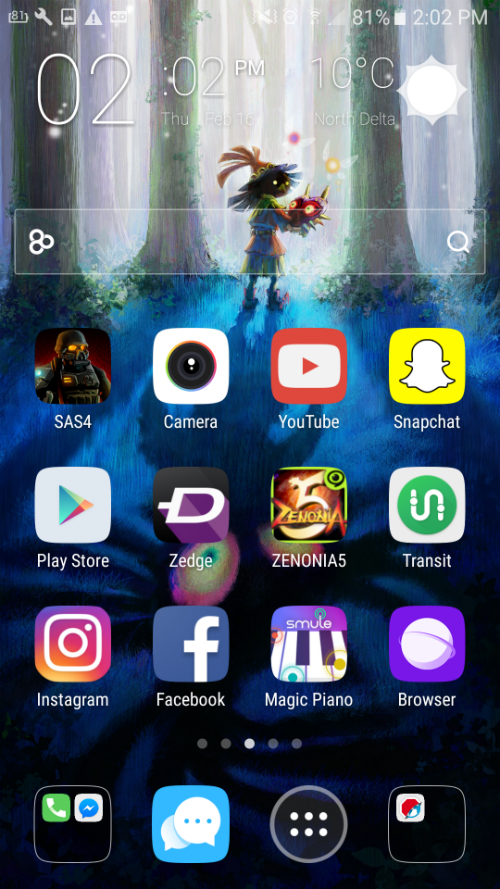 81 81% 2:02 PM
02 :02 PM 10°C
Thu Feb 16 North Delta
SAS4 Camera YouTube Snapchat
5
ZENONIA
Play Store Zedge ZENONIA5 Transit
smule
Instagram Facebook Magic Piano Browser